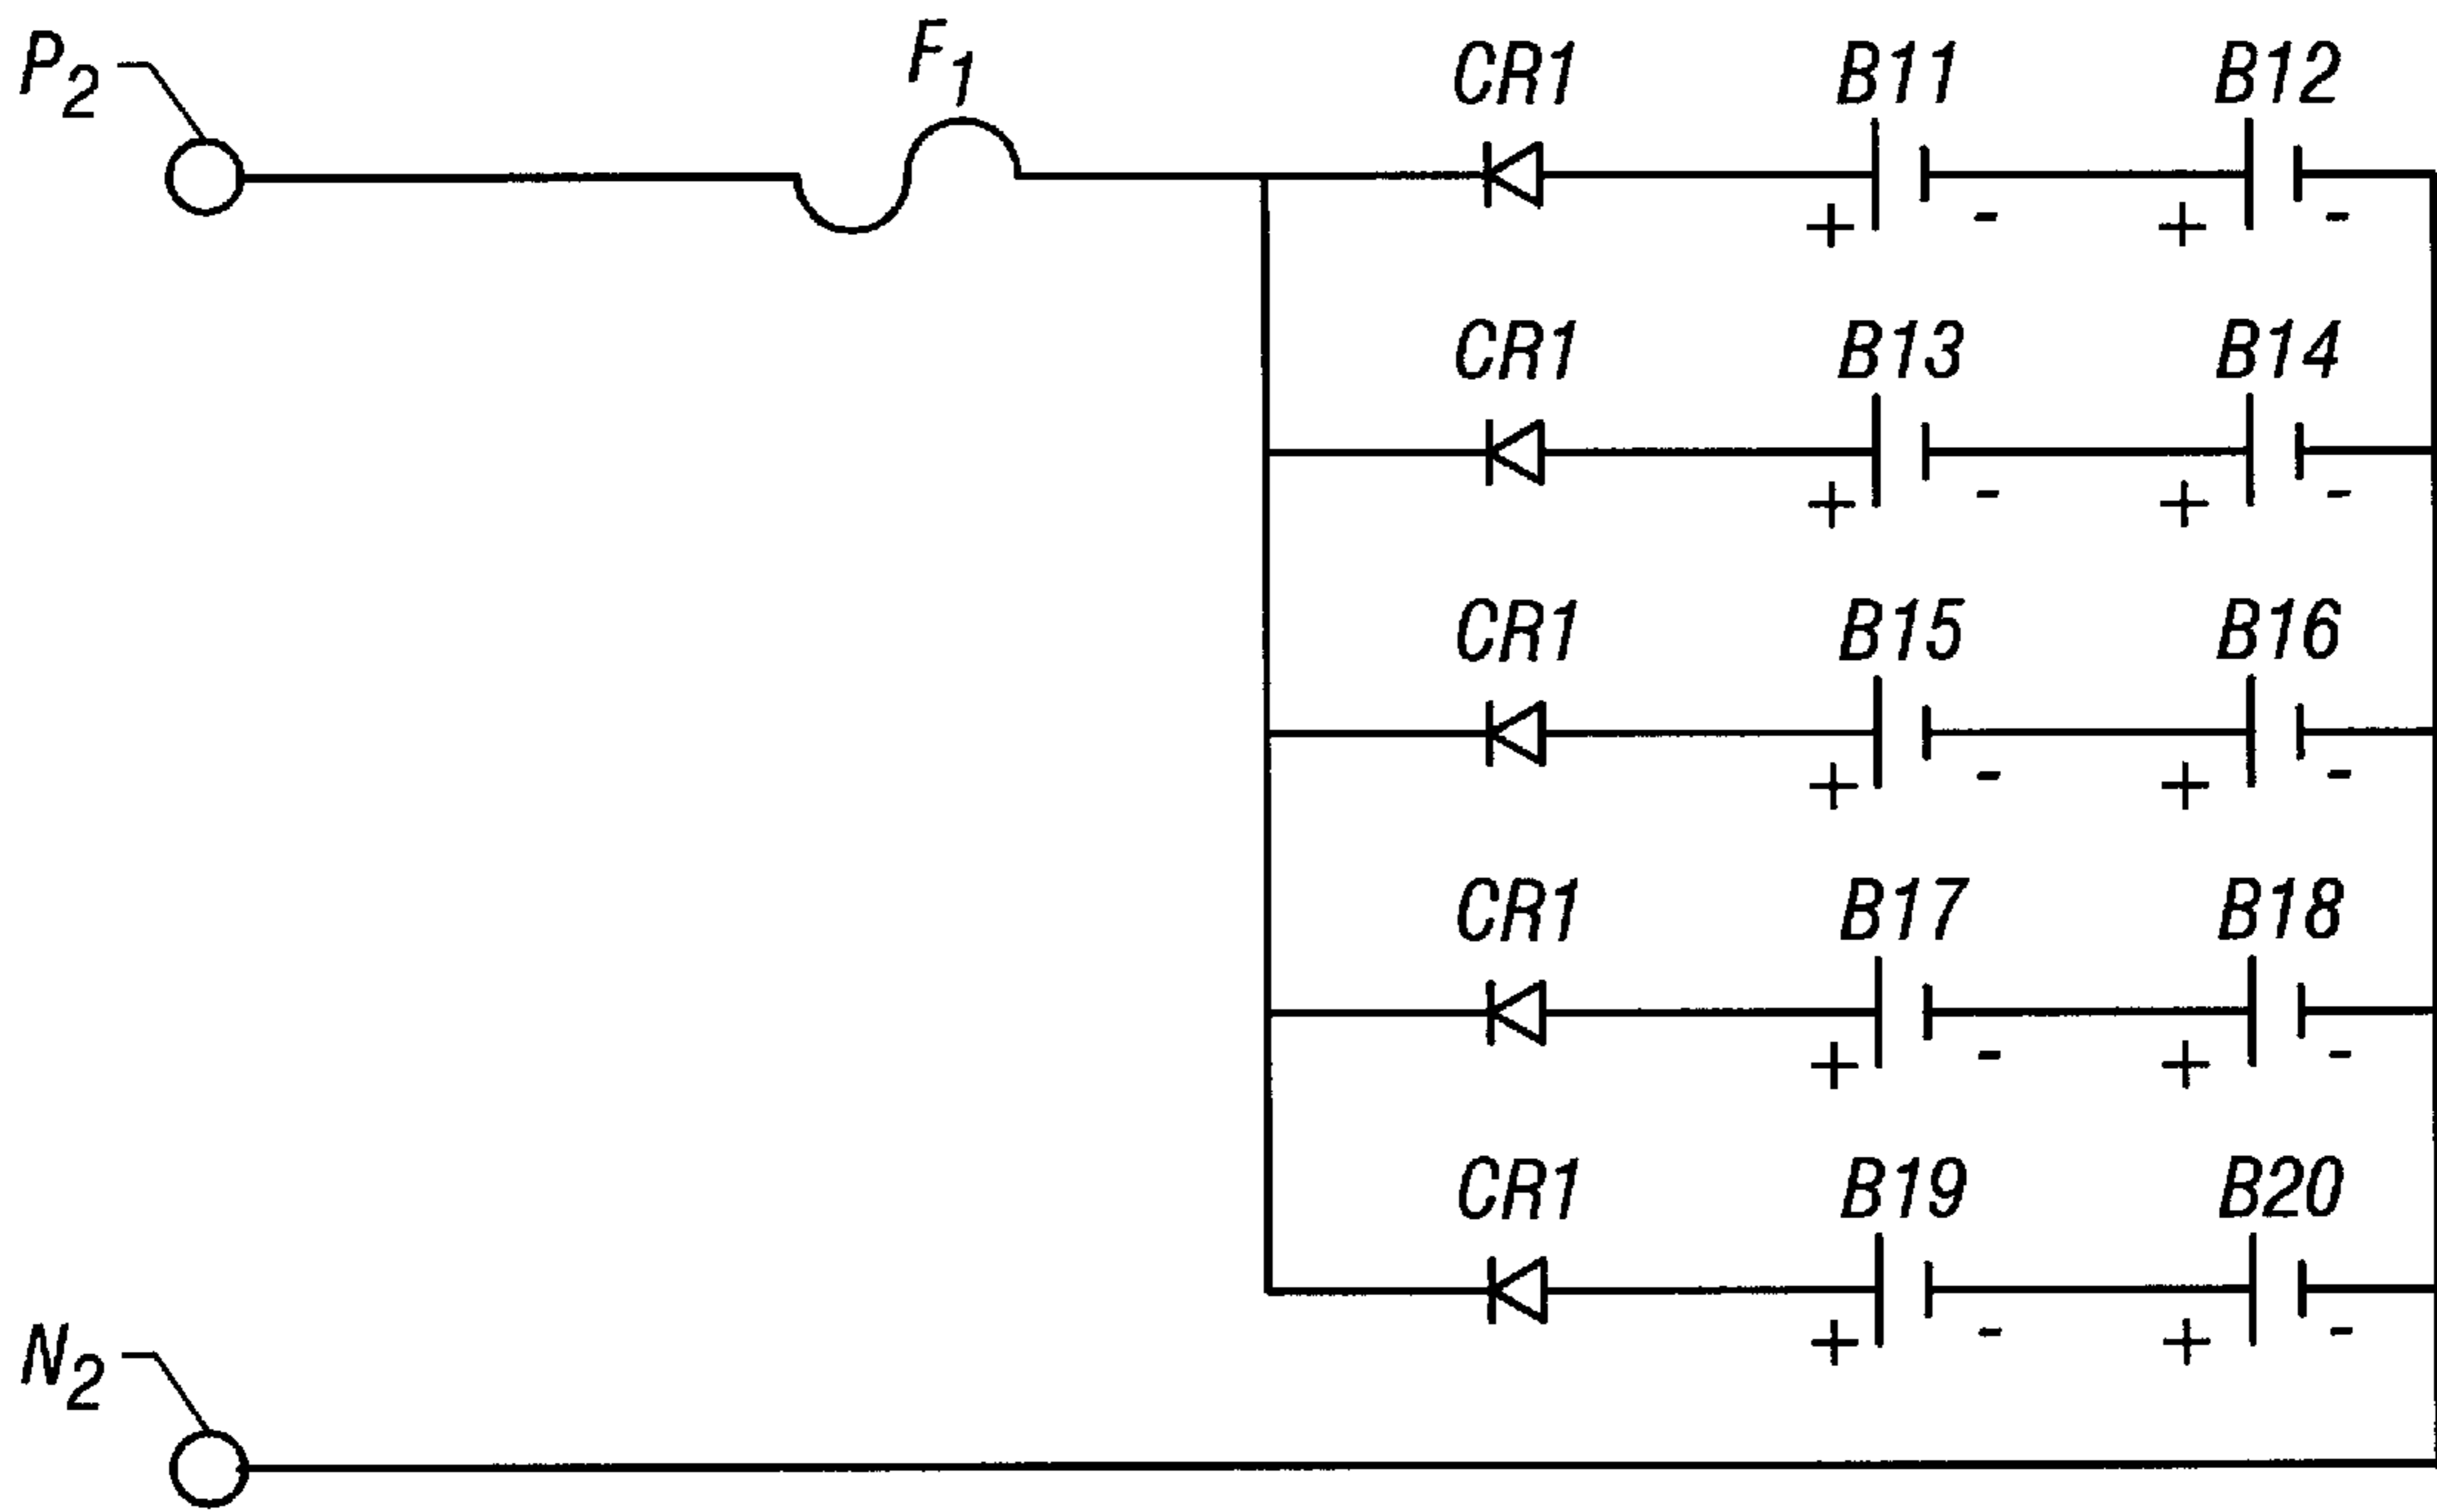 P2 F1 CR1 B11 B12
+ - + -
CR1 B13 B14
+ - + -
CR1 B15 B16
+ - + -
CR1 B17 B18
+ - + -
CR1 B19 B20
+ - + -
N2